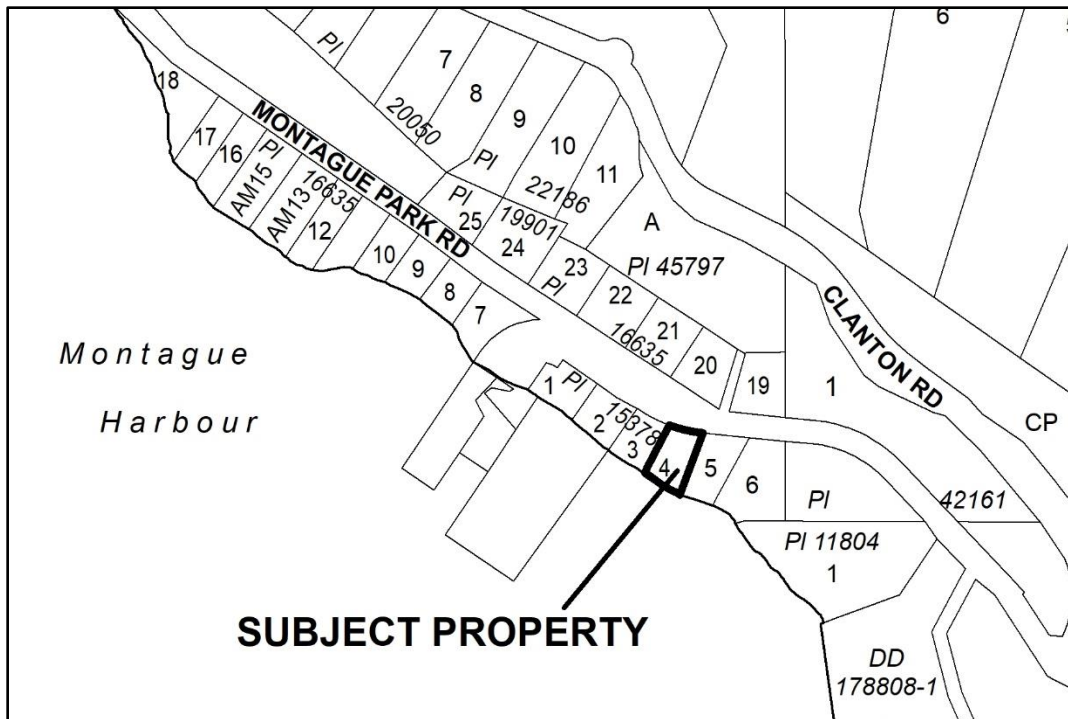 6
7
18
Pl
8
20050
9
MONTAGUE PARK RD
17
16
Pl
10
Pl
11
AM15
16635
22186
AM13
Pl
25
19901
A
12
24
10
23
Pl 45797
9
Pl
22
8
21
CLANTON RD
7
16635
20
Montague
19
1
1
Pl
Harbour
2
15378
CP
3
4
5
6
Pl
42161
Pl 11804
1
SUBJECT PROPERTY
DD
178808-1